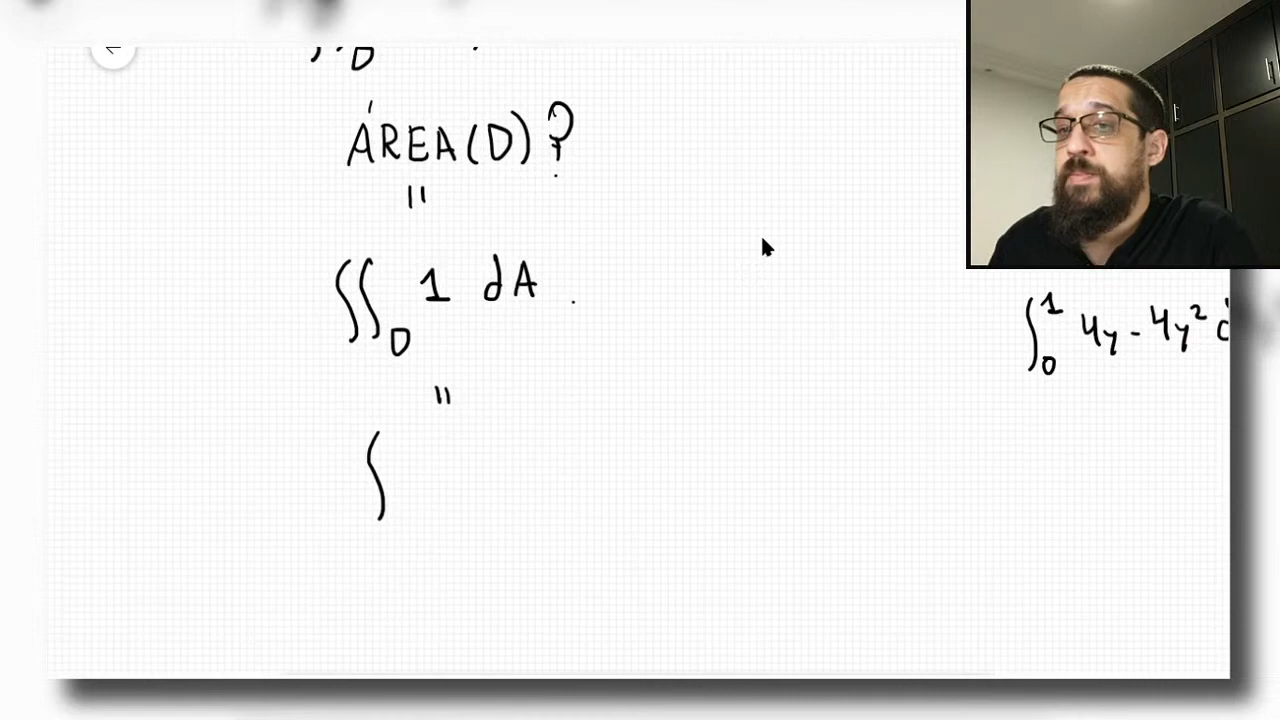 D
ÁREA(D)?
"
∬_D 1 dA
"
∫
∫_0^1 4y - 4y²